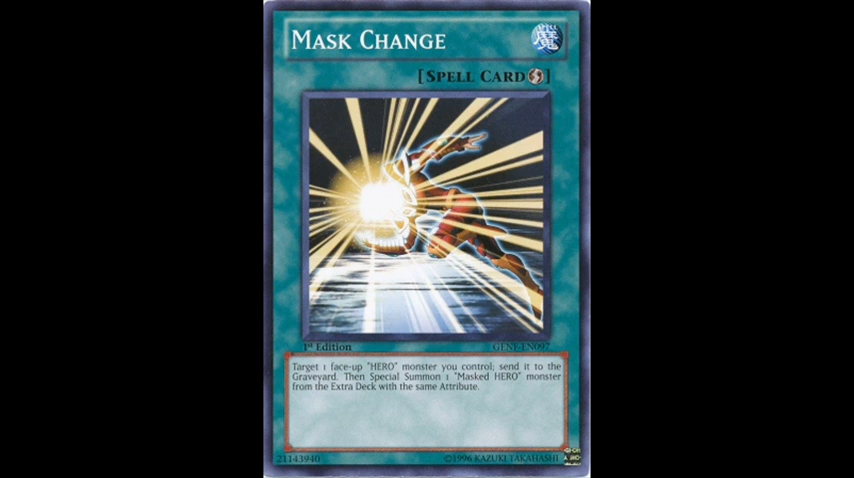 MASK CHANGE
魔
[SPELL CARD]
1st Edition
GENF-EN097
Target 1 face-up "HERO" monster you control; send it to the
Graveyard. Then Special Summon 1 "Masked HERO" monster
from the Extra Deck with the same Attribute.
21143940
©1996 KAZUKI TAKAHASHI